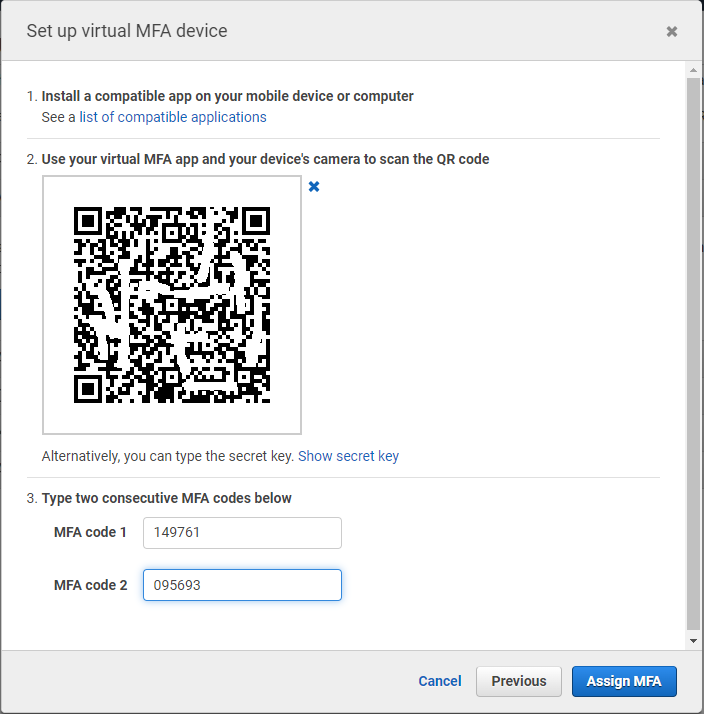 Set up virtual MFA device
1. Install a compatible app on your mobile device or computer
See a list of compatible applications
2. Use your virtual MFA app and your device's camera to scan the QR code
Alternatively, you can type the secret key. Show secret key
3. Type two consecutive MFA codes below
MFA code 1 149761
MFA code 2 095693
Cancel Previous Assign MFA